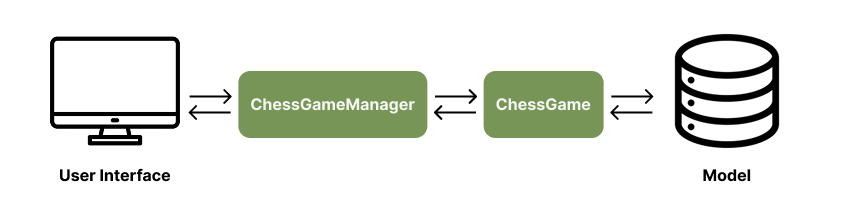 ChessGameManager
ChessGame
User Interface
Model